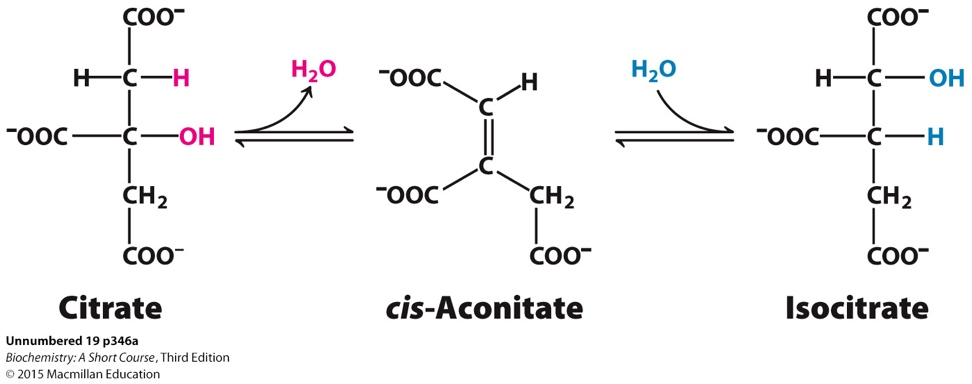 COO⁻
H—C—H
⁻OOC—C—OH
CH₂
COO⁻
Citrate
H₂O
⁻OOC
H
C
C
⁻OOC
CH₂
COO⁻
cis-Aconitate
H₂O
COO⁻
H—C—OH
⁻OOC—C—H
CH₂
COO⁻
Isocitrate
Unnumbered 19 p346a
Biochemistry: A Short Course, Third Edition
© 2015 Macmillan Education